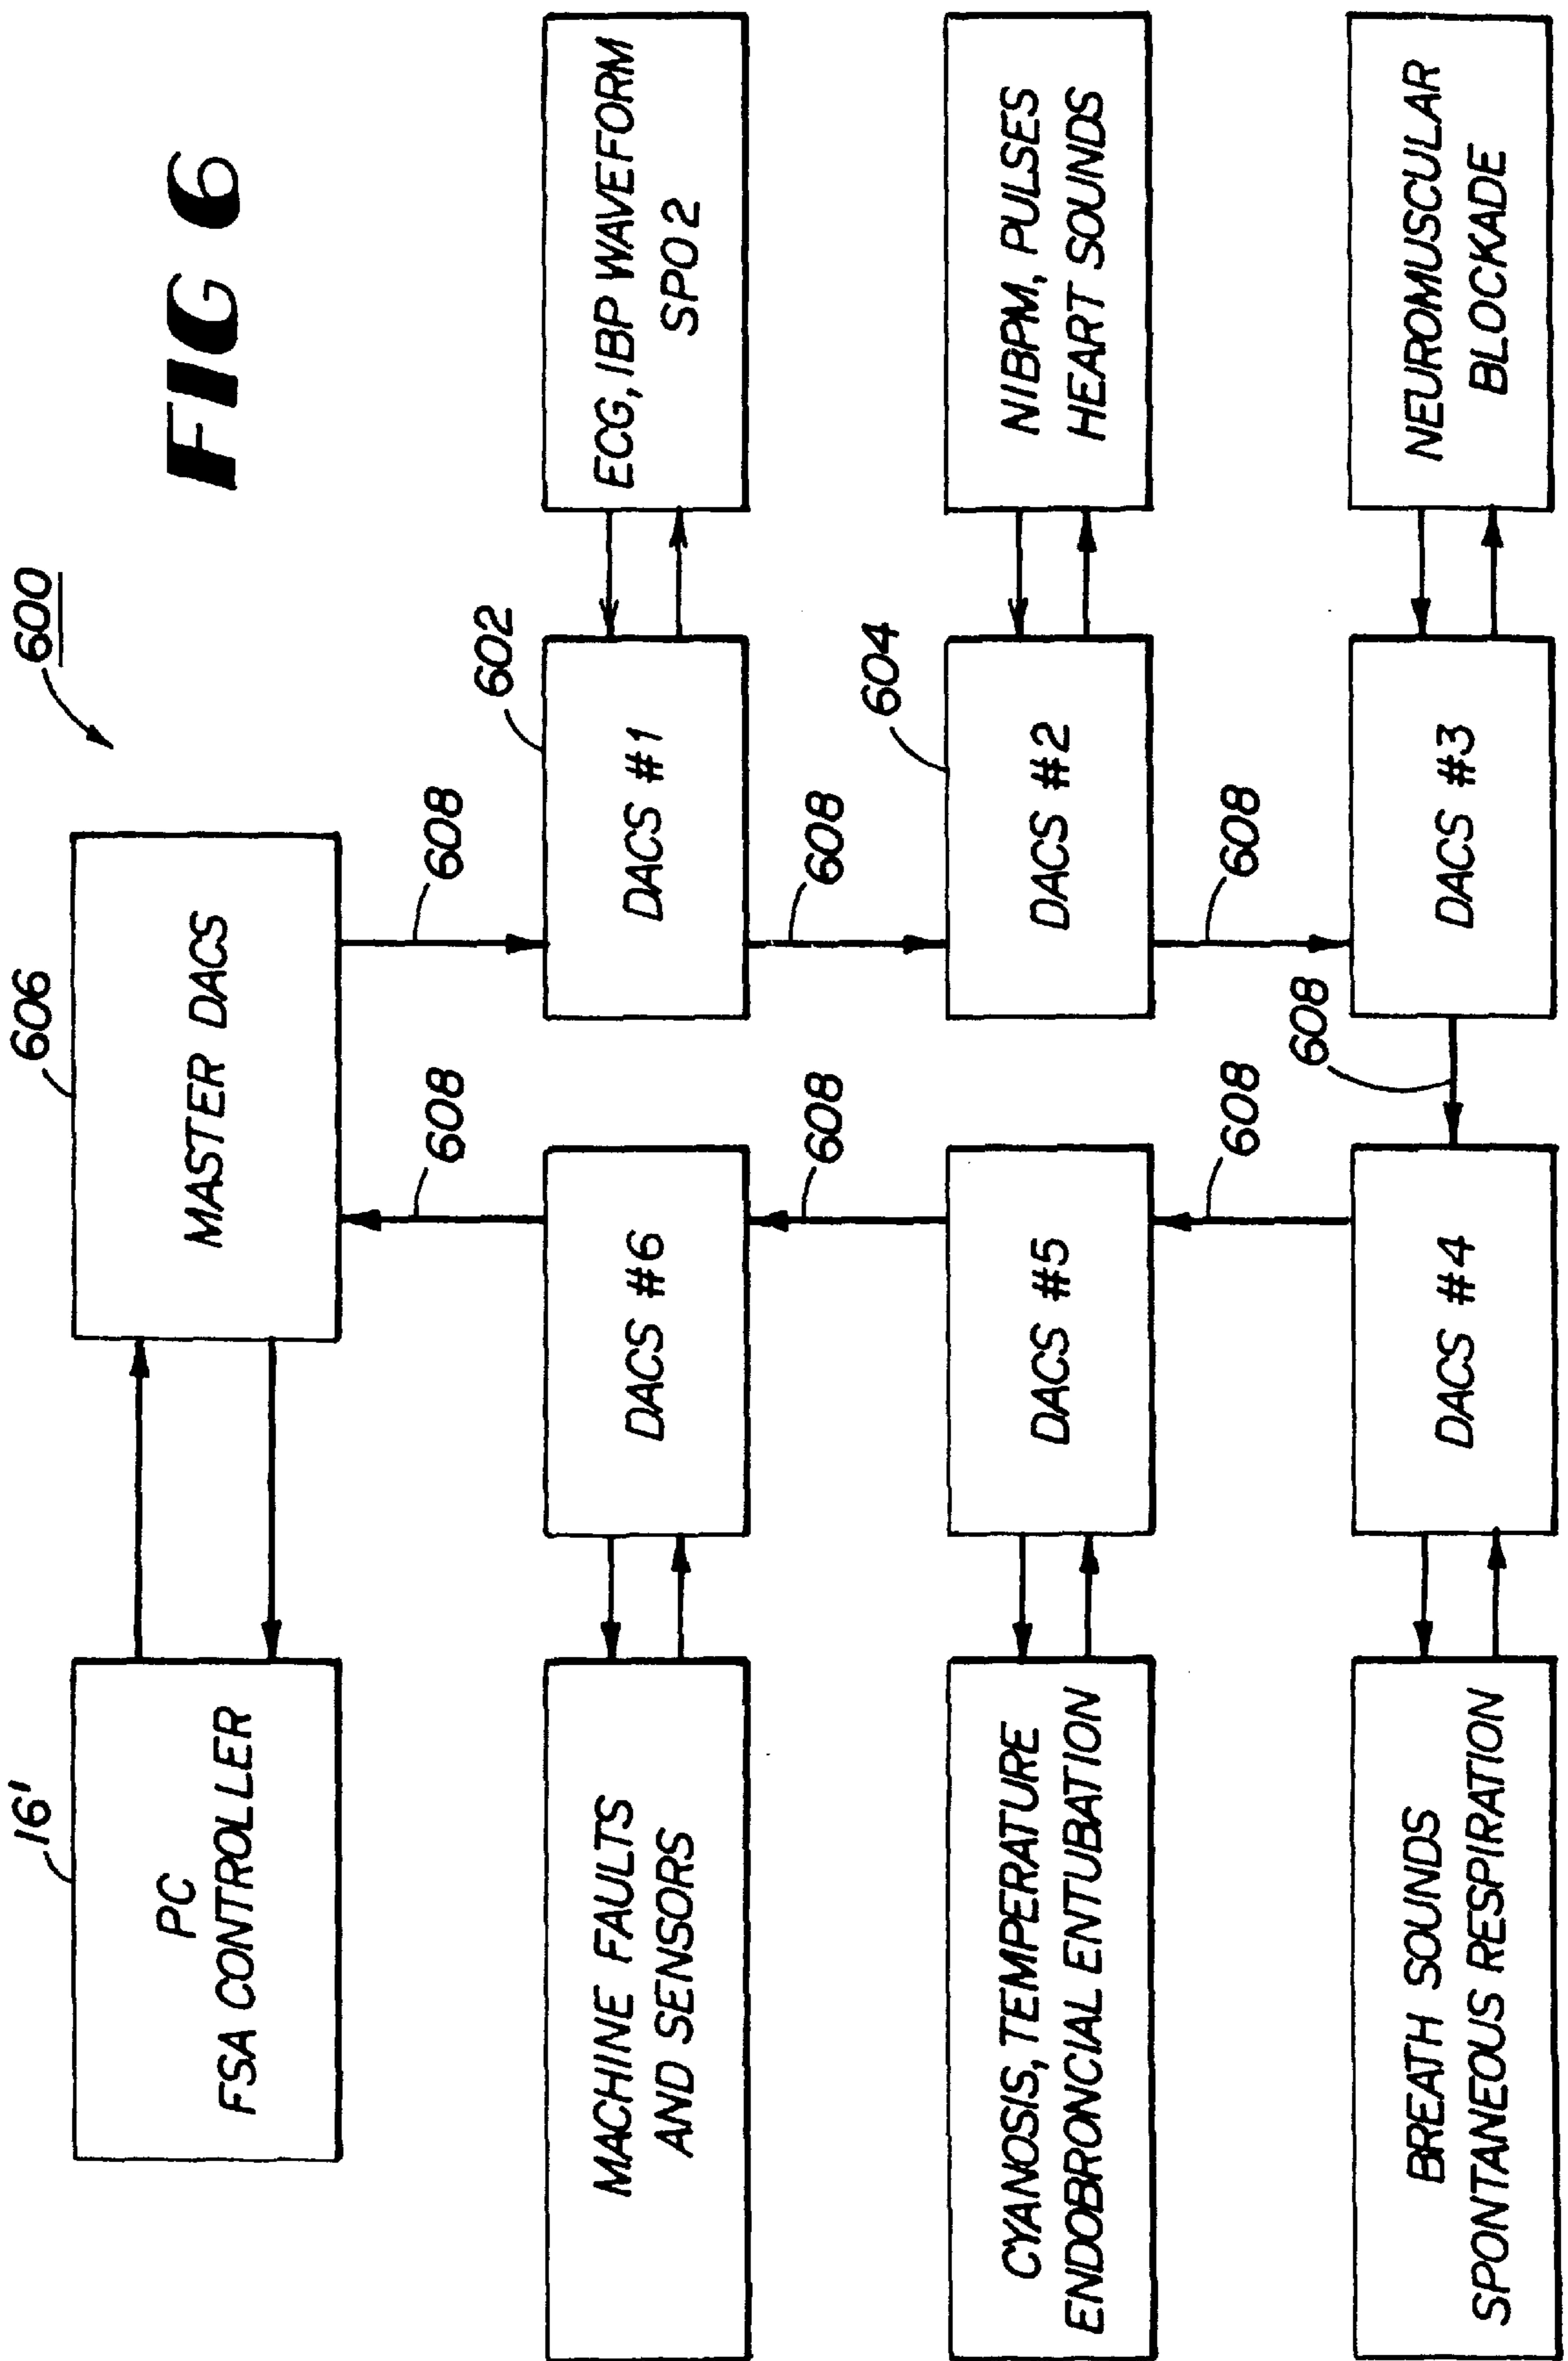 FIG 6
600
16'
PC
FSA CONTROLLER
606
MASTER DACS
608
608
MACHINE FAULTS
AND SENSORS
DACS #6
602
DACS #1
ECG, IBP WAVEFORM
SPO2
608
608
CYANOSIS, TEMPERATURE
ENDOBRONCIAL ENTUBATION
DACS #5
604
DACS #2
NIBPM, PULSES
HEART SOUNDS
608
608
608
BREATH SOUNDS
SPONTANEOUS RESPIRATION
DACS #4
DACS #3
NEUROMUSCULAR
BLOCKADE